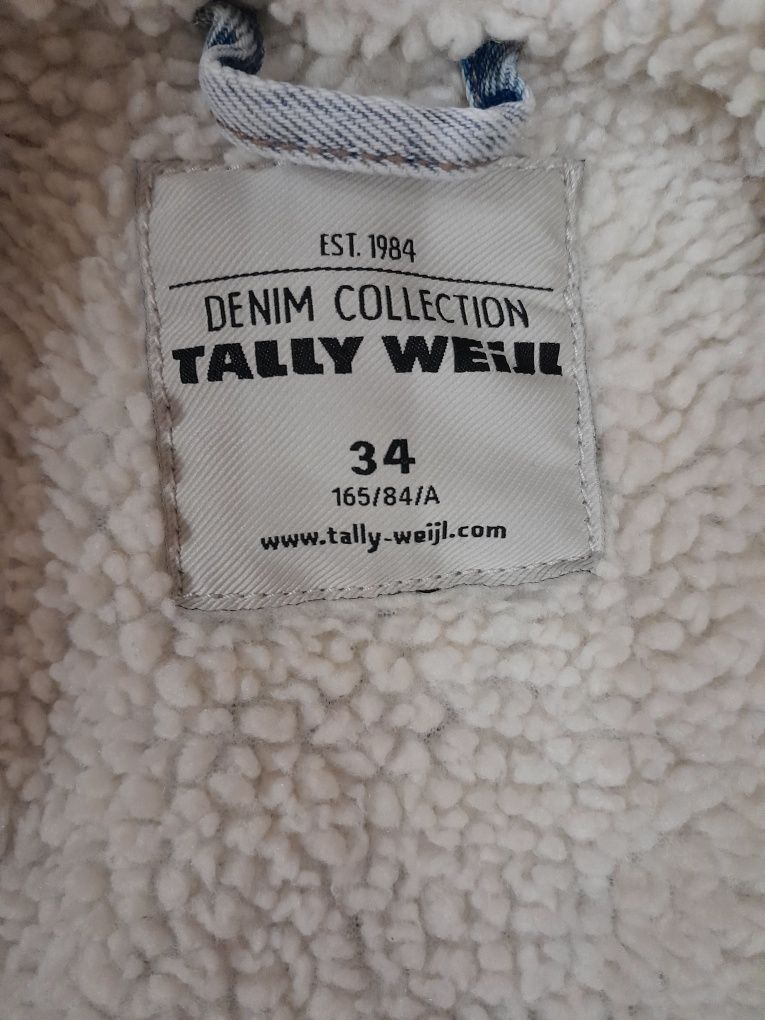 EST. 1984
DENIM COLLECTION
TALLY WEiJL
34
165/84/A
www.tally-weijl.com